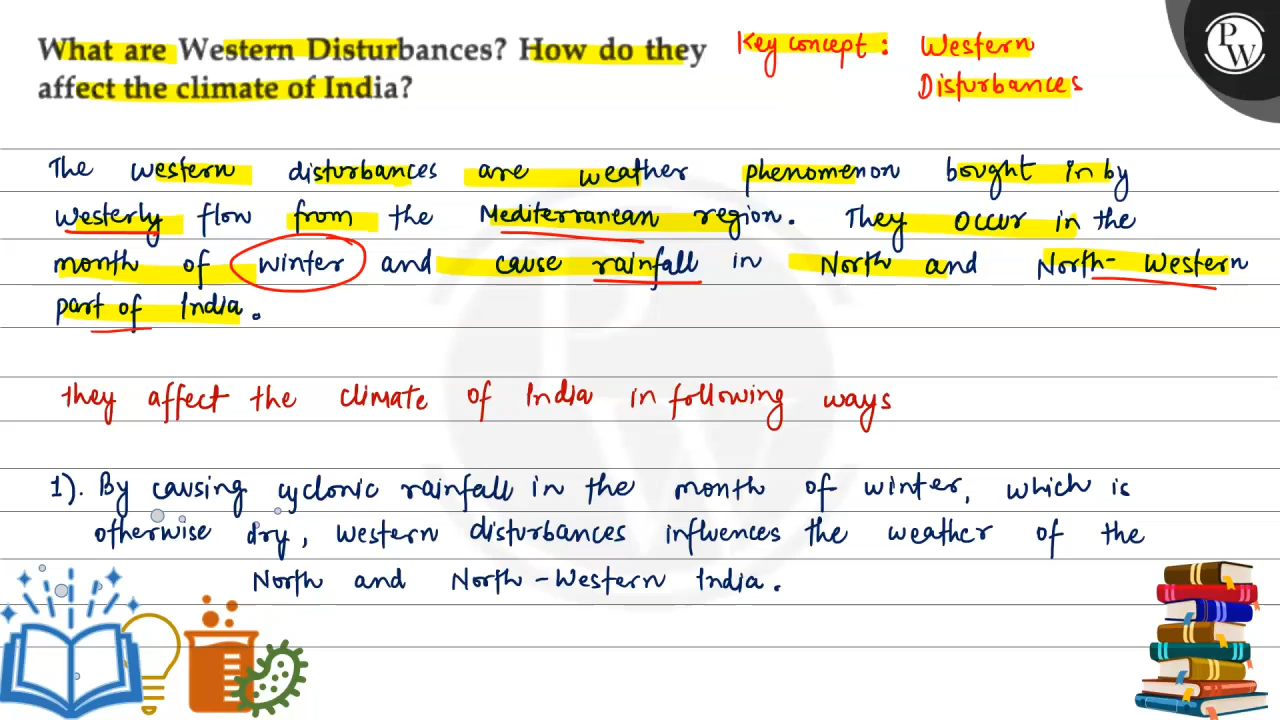 What are Western Disturbances? How do they
affect the climate of India?
Key concept : Western
Disturbances
PW
The western disturbances are weather phenomenon bought in by
Westerly flow from the Mediterranean region. They occur in the
month of winter and cause rainfall in North and North-Western
part of India.
they affect the climate of India in following ways
1). By causing cyclonic rainfall in the month of winter, which is
otherwise dry, western disturbances influences the weather of the
North and North-Western India.